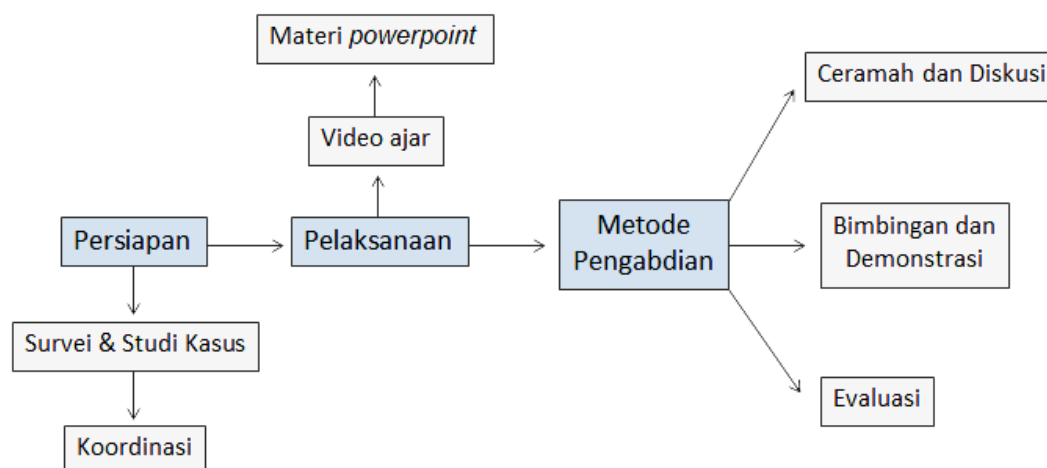 Materi powerpoint
Ceramah dan Diskusi
Video ajar
Persiapan
Pelaksanaan
Metode
Pengabdian
Bimbingan dan
Demonstrasi
Survei & Studi Kasus
Evaluasi
Koordinasi